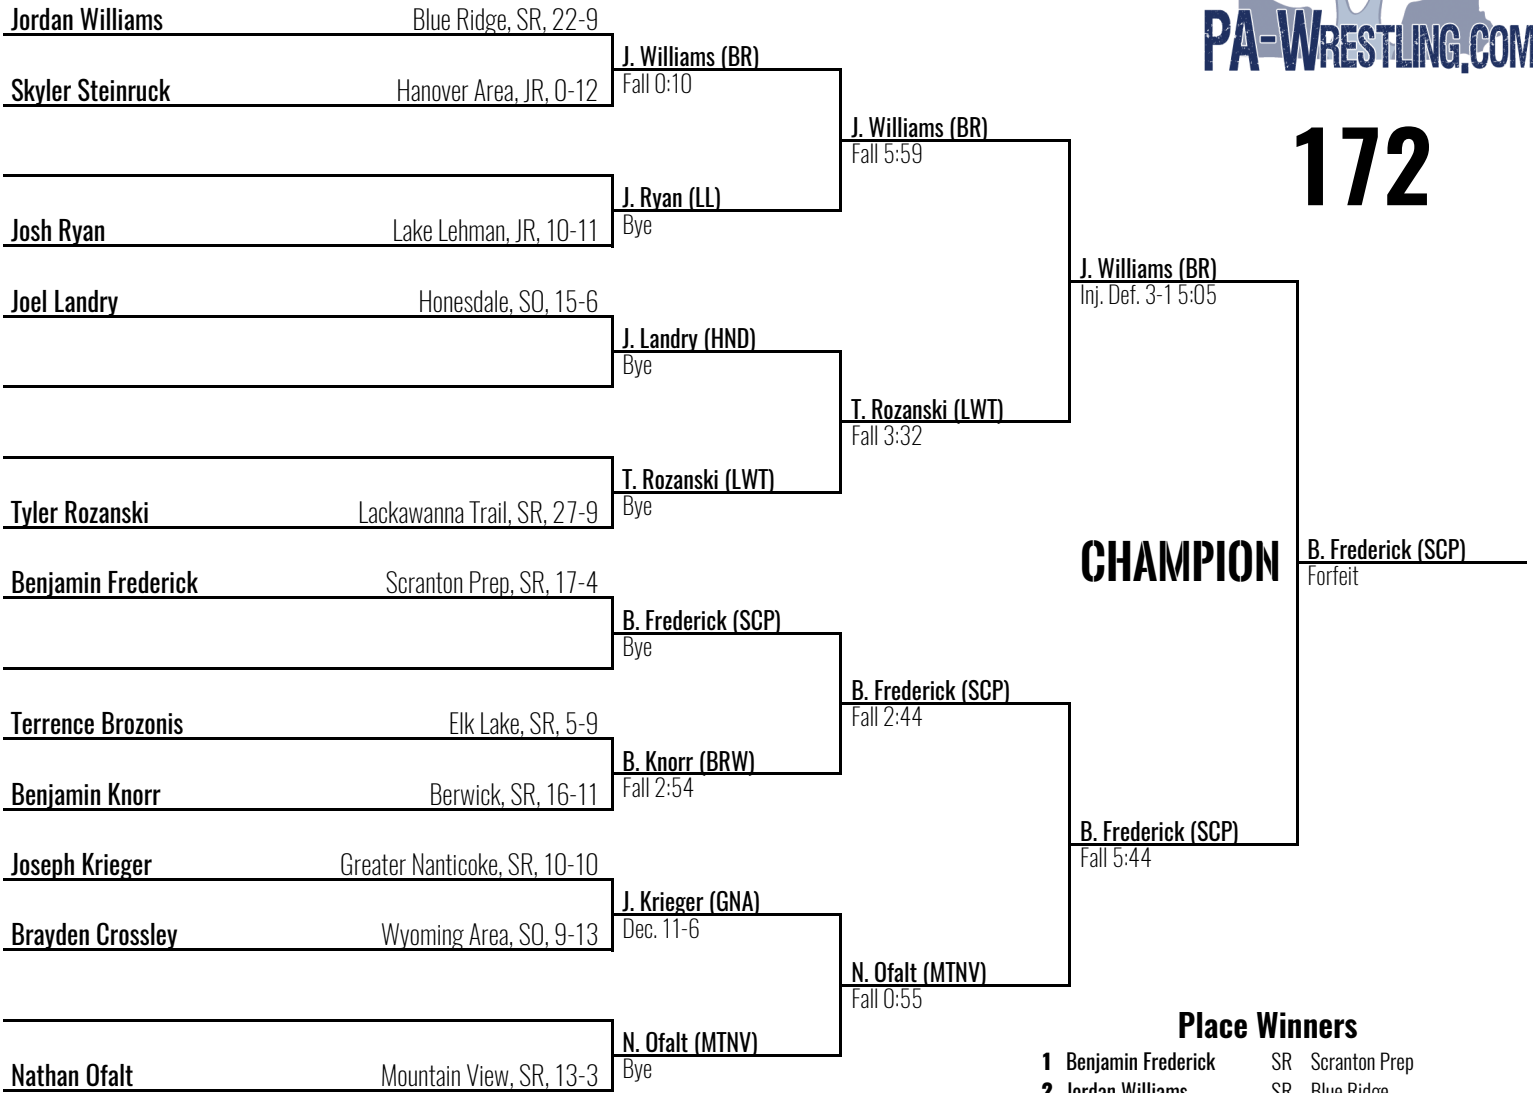 PA-WRESTLING.COM
172
Jordan Williams Blue Ridge, SR, 22-9
Skyler Steinruck Hanover Area, JR, 0-12
Josh Ryan Lake Lehman, JR, 10-11
Joel Landry Honesdale, SO, 15-6
Tyler Rozanski Lackawanna Trail, SR, 27-9
Benjamin Frederick Scranton Prep, SR, 17-4
Terrence Brozonis Elk Lake, SR, 5-9
Benjamin Knorr Berwick, SR, 16-11
Joseph Krieger Greater Nanticoke, SR, 10-10
Brayden Crossley Wyoming Area, SO, 9-13
Nathan Ofalt Mountain View, SR, 13-3
J. Williams (BR)
Fall 0:10
J. Ryan (LL)
Bye
J. Landry (HND)
Bye
T. Rozanski (LWT)
Bye
B. Frederick (SCP)
Bye
B. Knorr (BRW)
Fall 2:54
J. Krieger (GNA)
Dec. 11-6
N. Ofalt (MTNV)
Bye
J. Williams (BR)
Fall 5:59
T. Rozanski (LWT)
Fall 3:32
B. Frederick (SCP)
Fall 2:44
N. Ofalt (MTNV)
Fall 0:55
J. Williams (BR)
Inj. Def. 3-1 5:05
B. Frederick (SCP)
Fall 5:44
CHAMPION
B. Frederick (SCP)
Forfeit
Place Winners
1 Benjamin Frederick SR Scranton Prep
2 Jordan Williams SR Blue Ridge